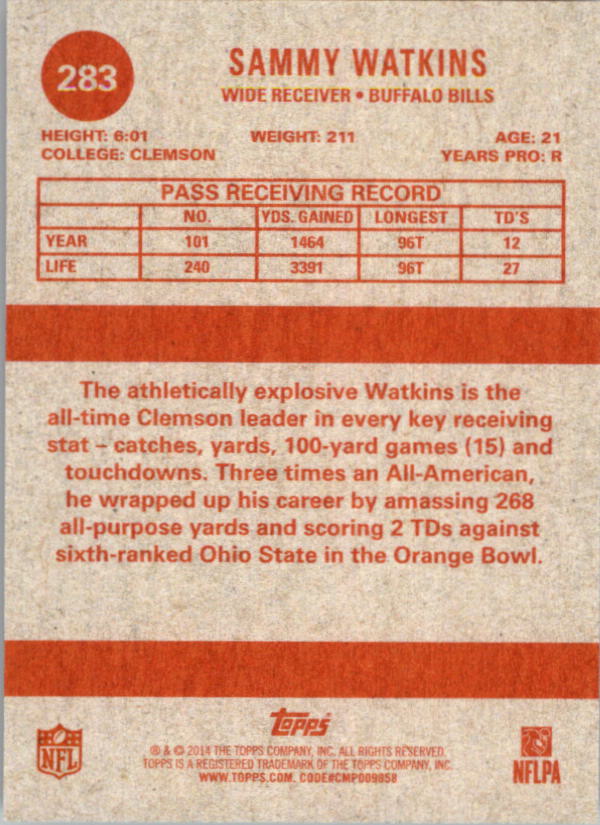 283
SAMMY WATKINS
WIDE RECEIVER • BUFFALO BILLS
HEIGHT: 6:01 WEIGHT: 211 AGE: 21
COLLEGE: CLEMSON YEARS PRO: R
PASS RECEIVING RECORD
NO. YDS. GAINED LONGEST TD'S
YEAR 101 1464 96T 12
LIFE 240 3391 96T 27
The athletically explosive Watkins is the
all-time Clemson leader in every key receiving
stat – catches, yards, 100-yard games (15) and
touchdowns. Three times an All-American,
he wrapped up his career by amassing 268
all-purpose yards and scoring 2 TDs against
sixth-ranked Ohio State in the Orange Bowl.
TOPPS
® & © 2014 THE TOPPS COMPANY, INC. ALL RIGHTS RESERVED.
TOPPS IS A REGISTERED TRADEMARK OF THE TOPPS COMPANY, INC.
WWW.TOPPS.COM. CODE#CMP009858
NFL
NFLPA